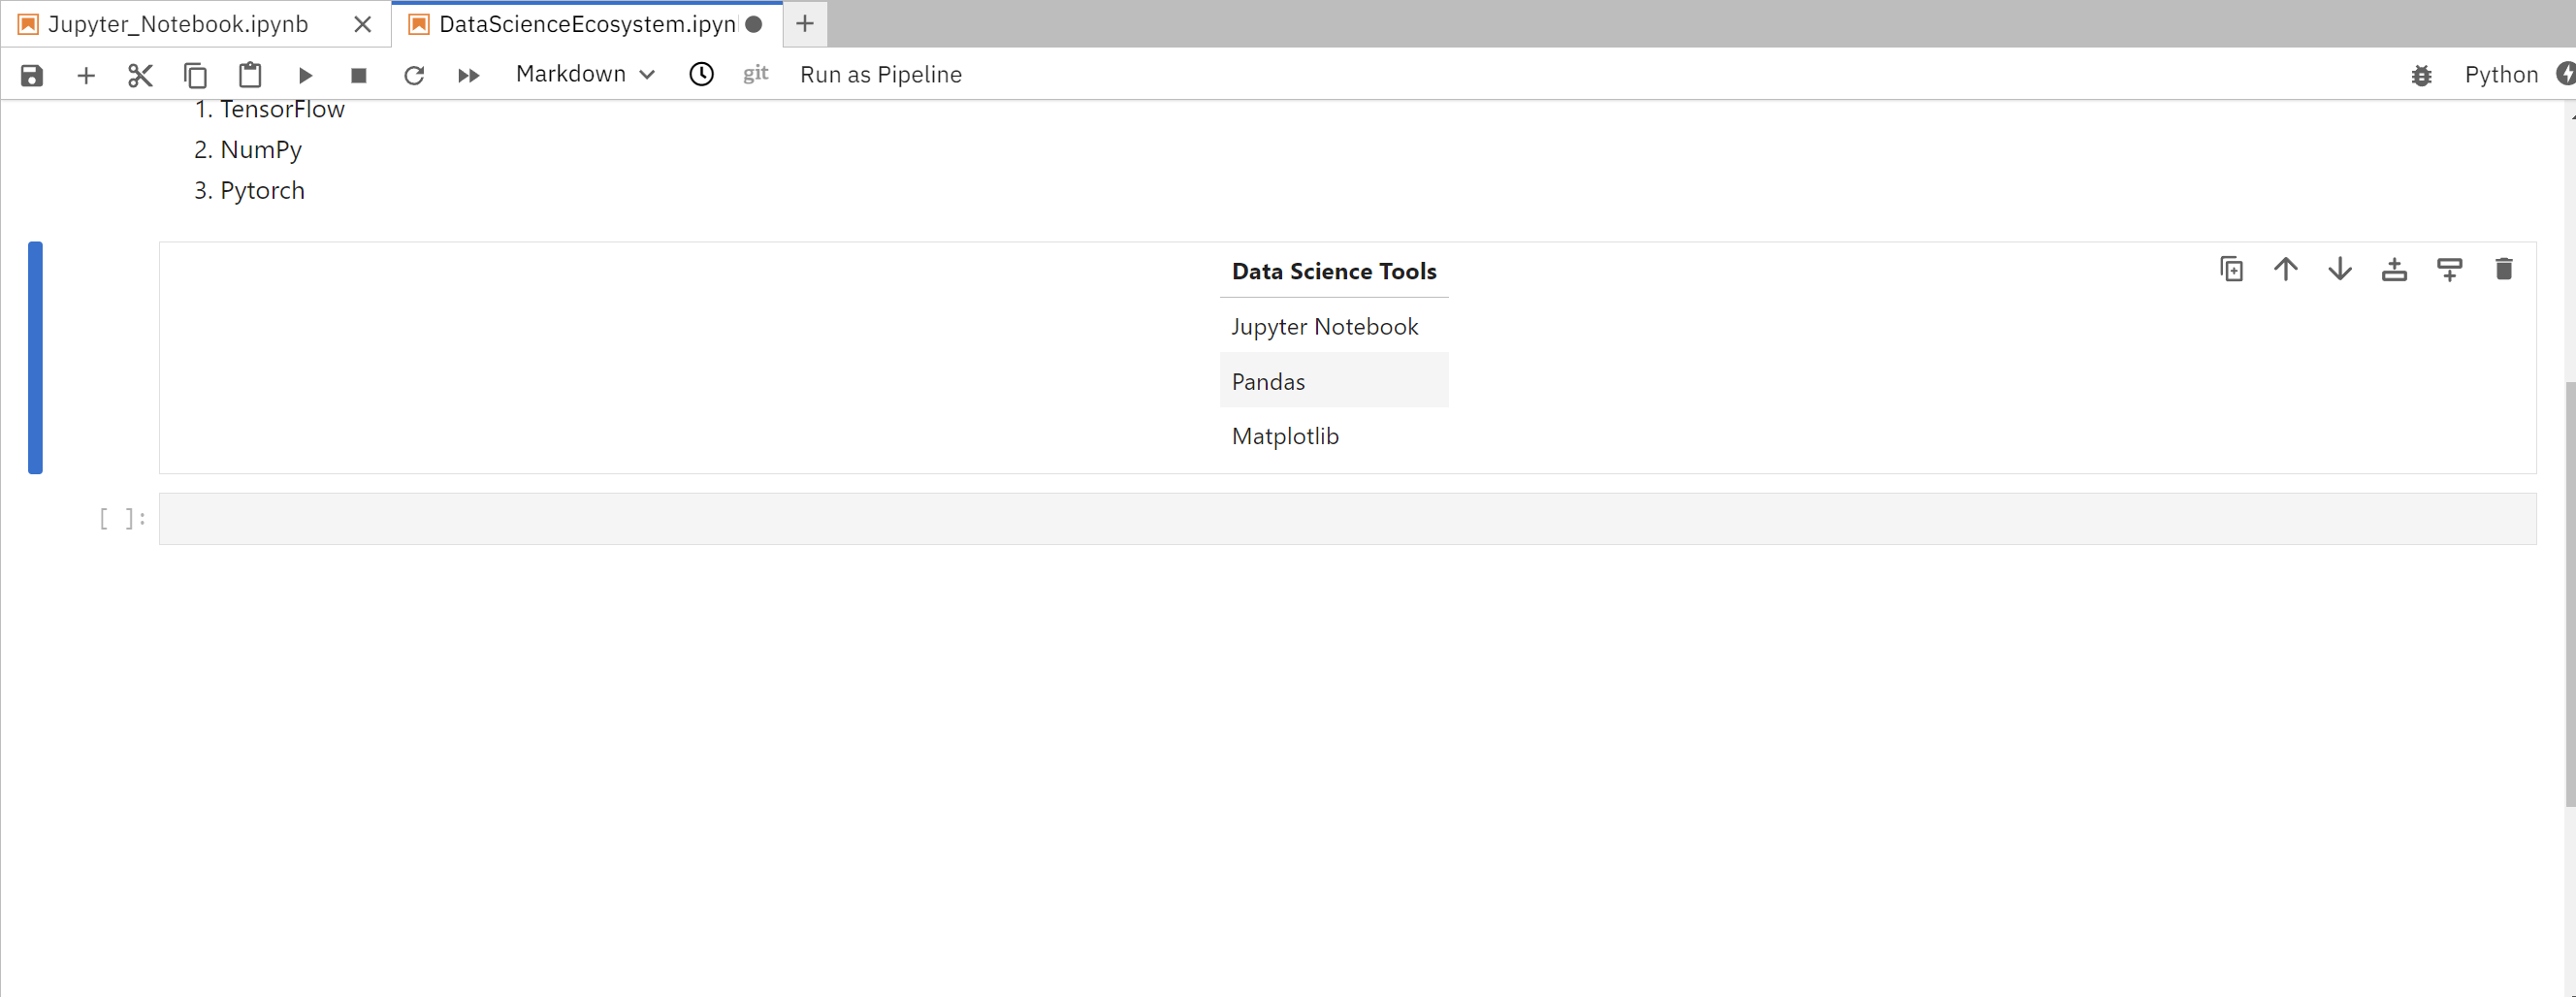 Jupyter_Notebook.ipynb
DataScienceEcosystem.ipyn
Markdown git Run as Pipeline Python
1. TensorFlow
2. NumPy
3. Pytorch
Data Science Tools
Jupyter Notebook
Pandas
Matplotlib
[ ]: